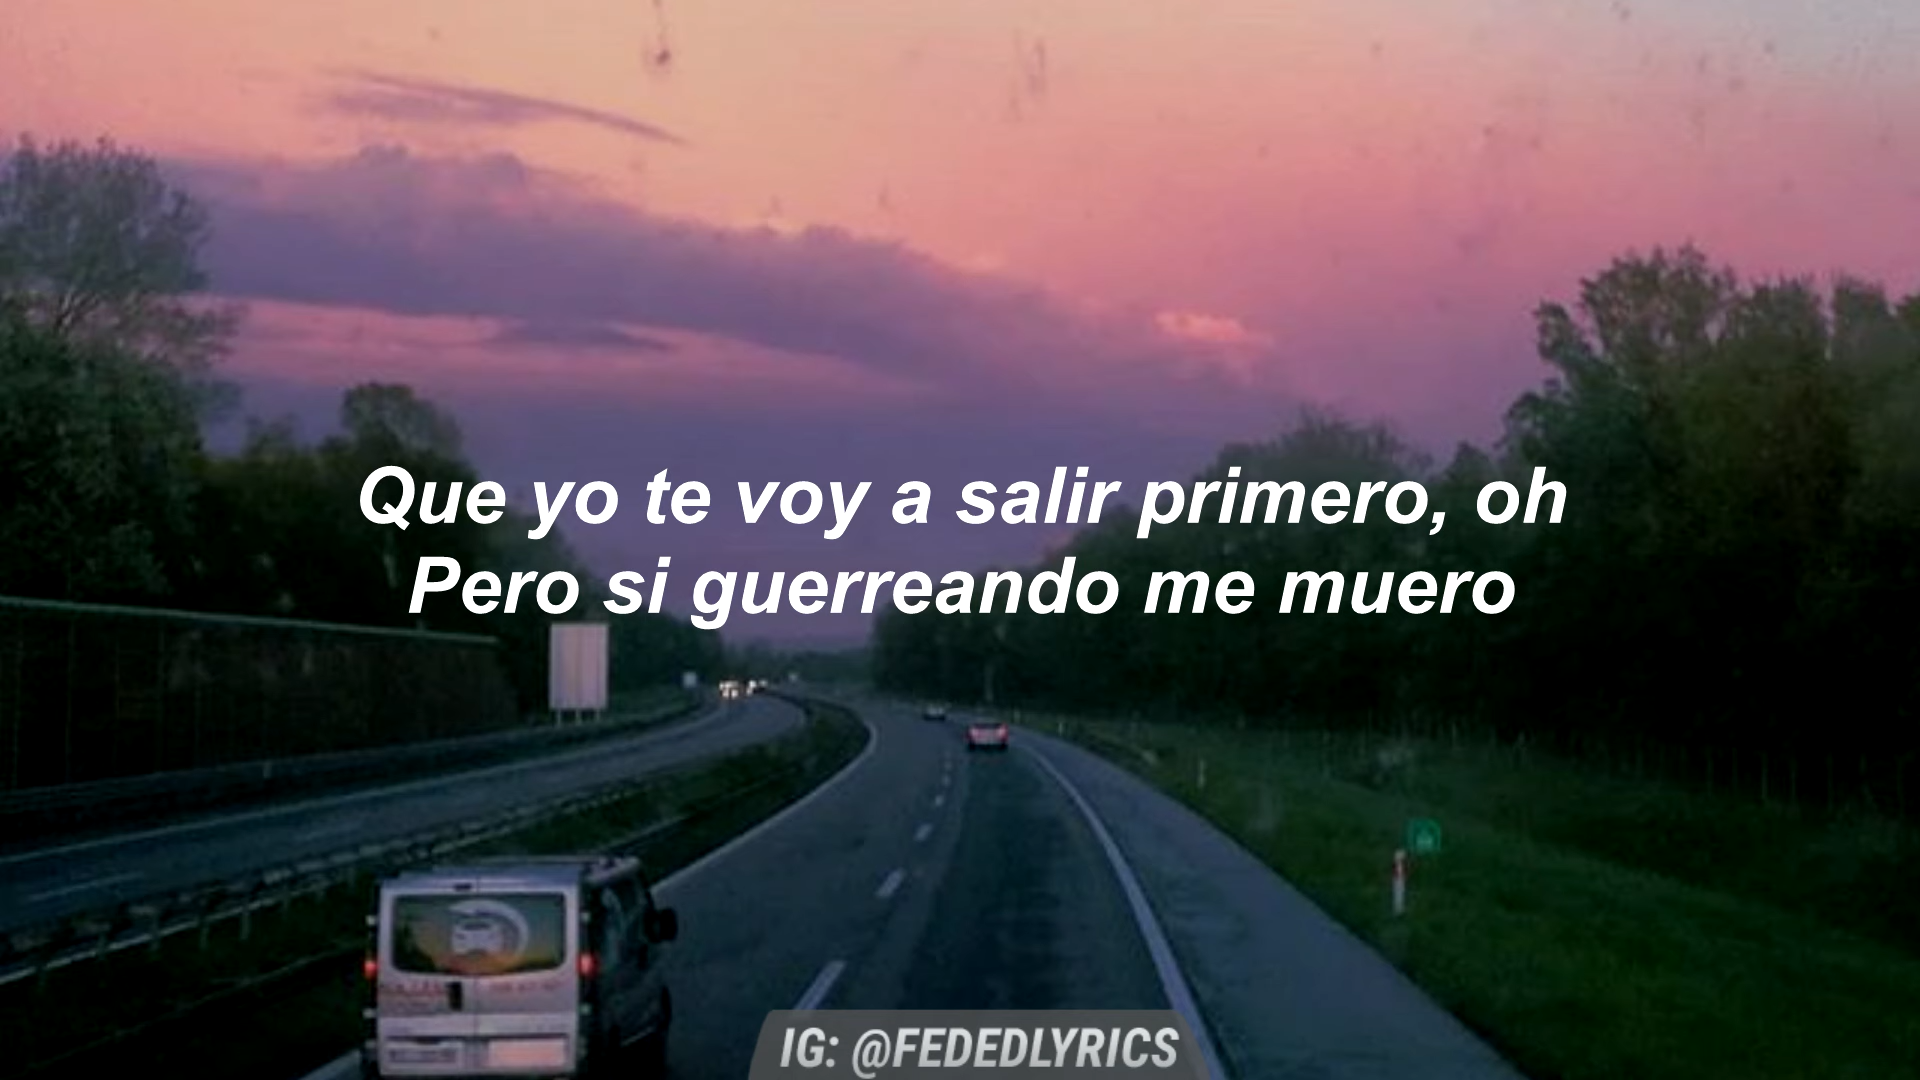 Que yo te voy a salir primero, oh
Pero si guerreando me muero
IG: @FEDEDLYRICS